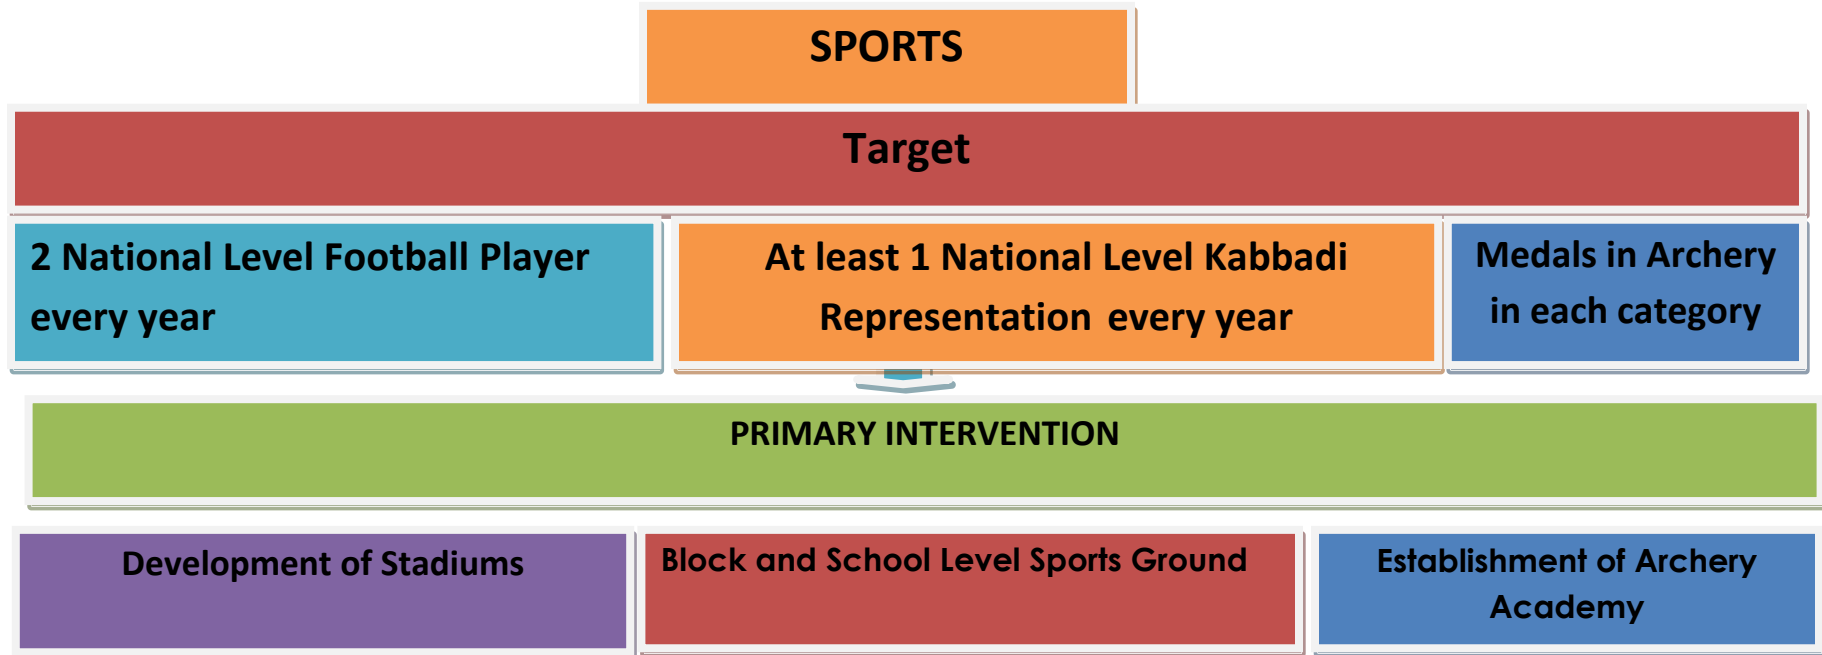 SPORTS
Target
2 National Level Football Player
every year
At least 1 National Level Kabbadi
Representation every year
Medals in Archery
in each category
PRIMARY INTERVENTION
Development of Stadiums
Block and School Level Sports Ground
Establishment of Archery
Academy